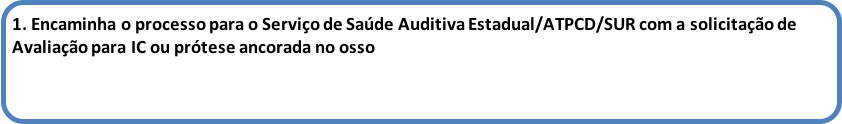 1. Encaminha o processo para o Serviço de Saúde Auditiva Estadual/ATPCD/SUR com a solicitação de
Avaliação para IC ou prótese ancorada no osso